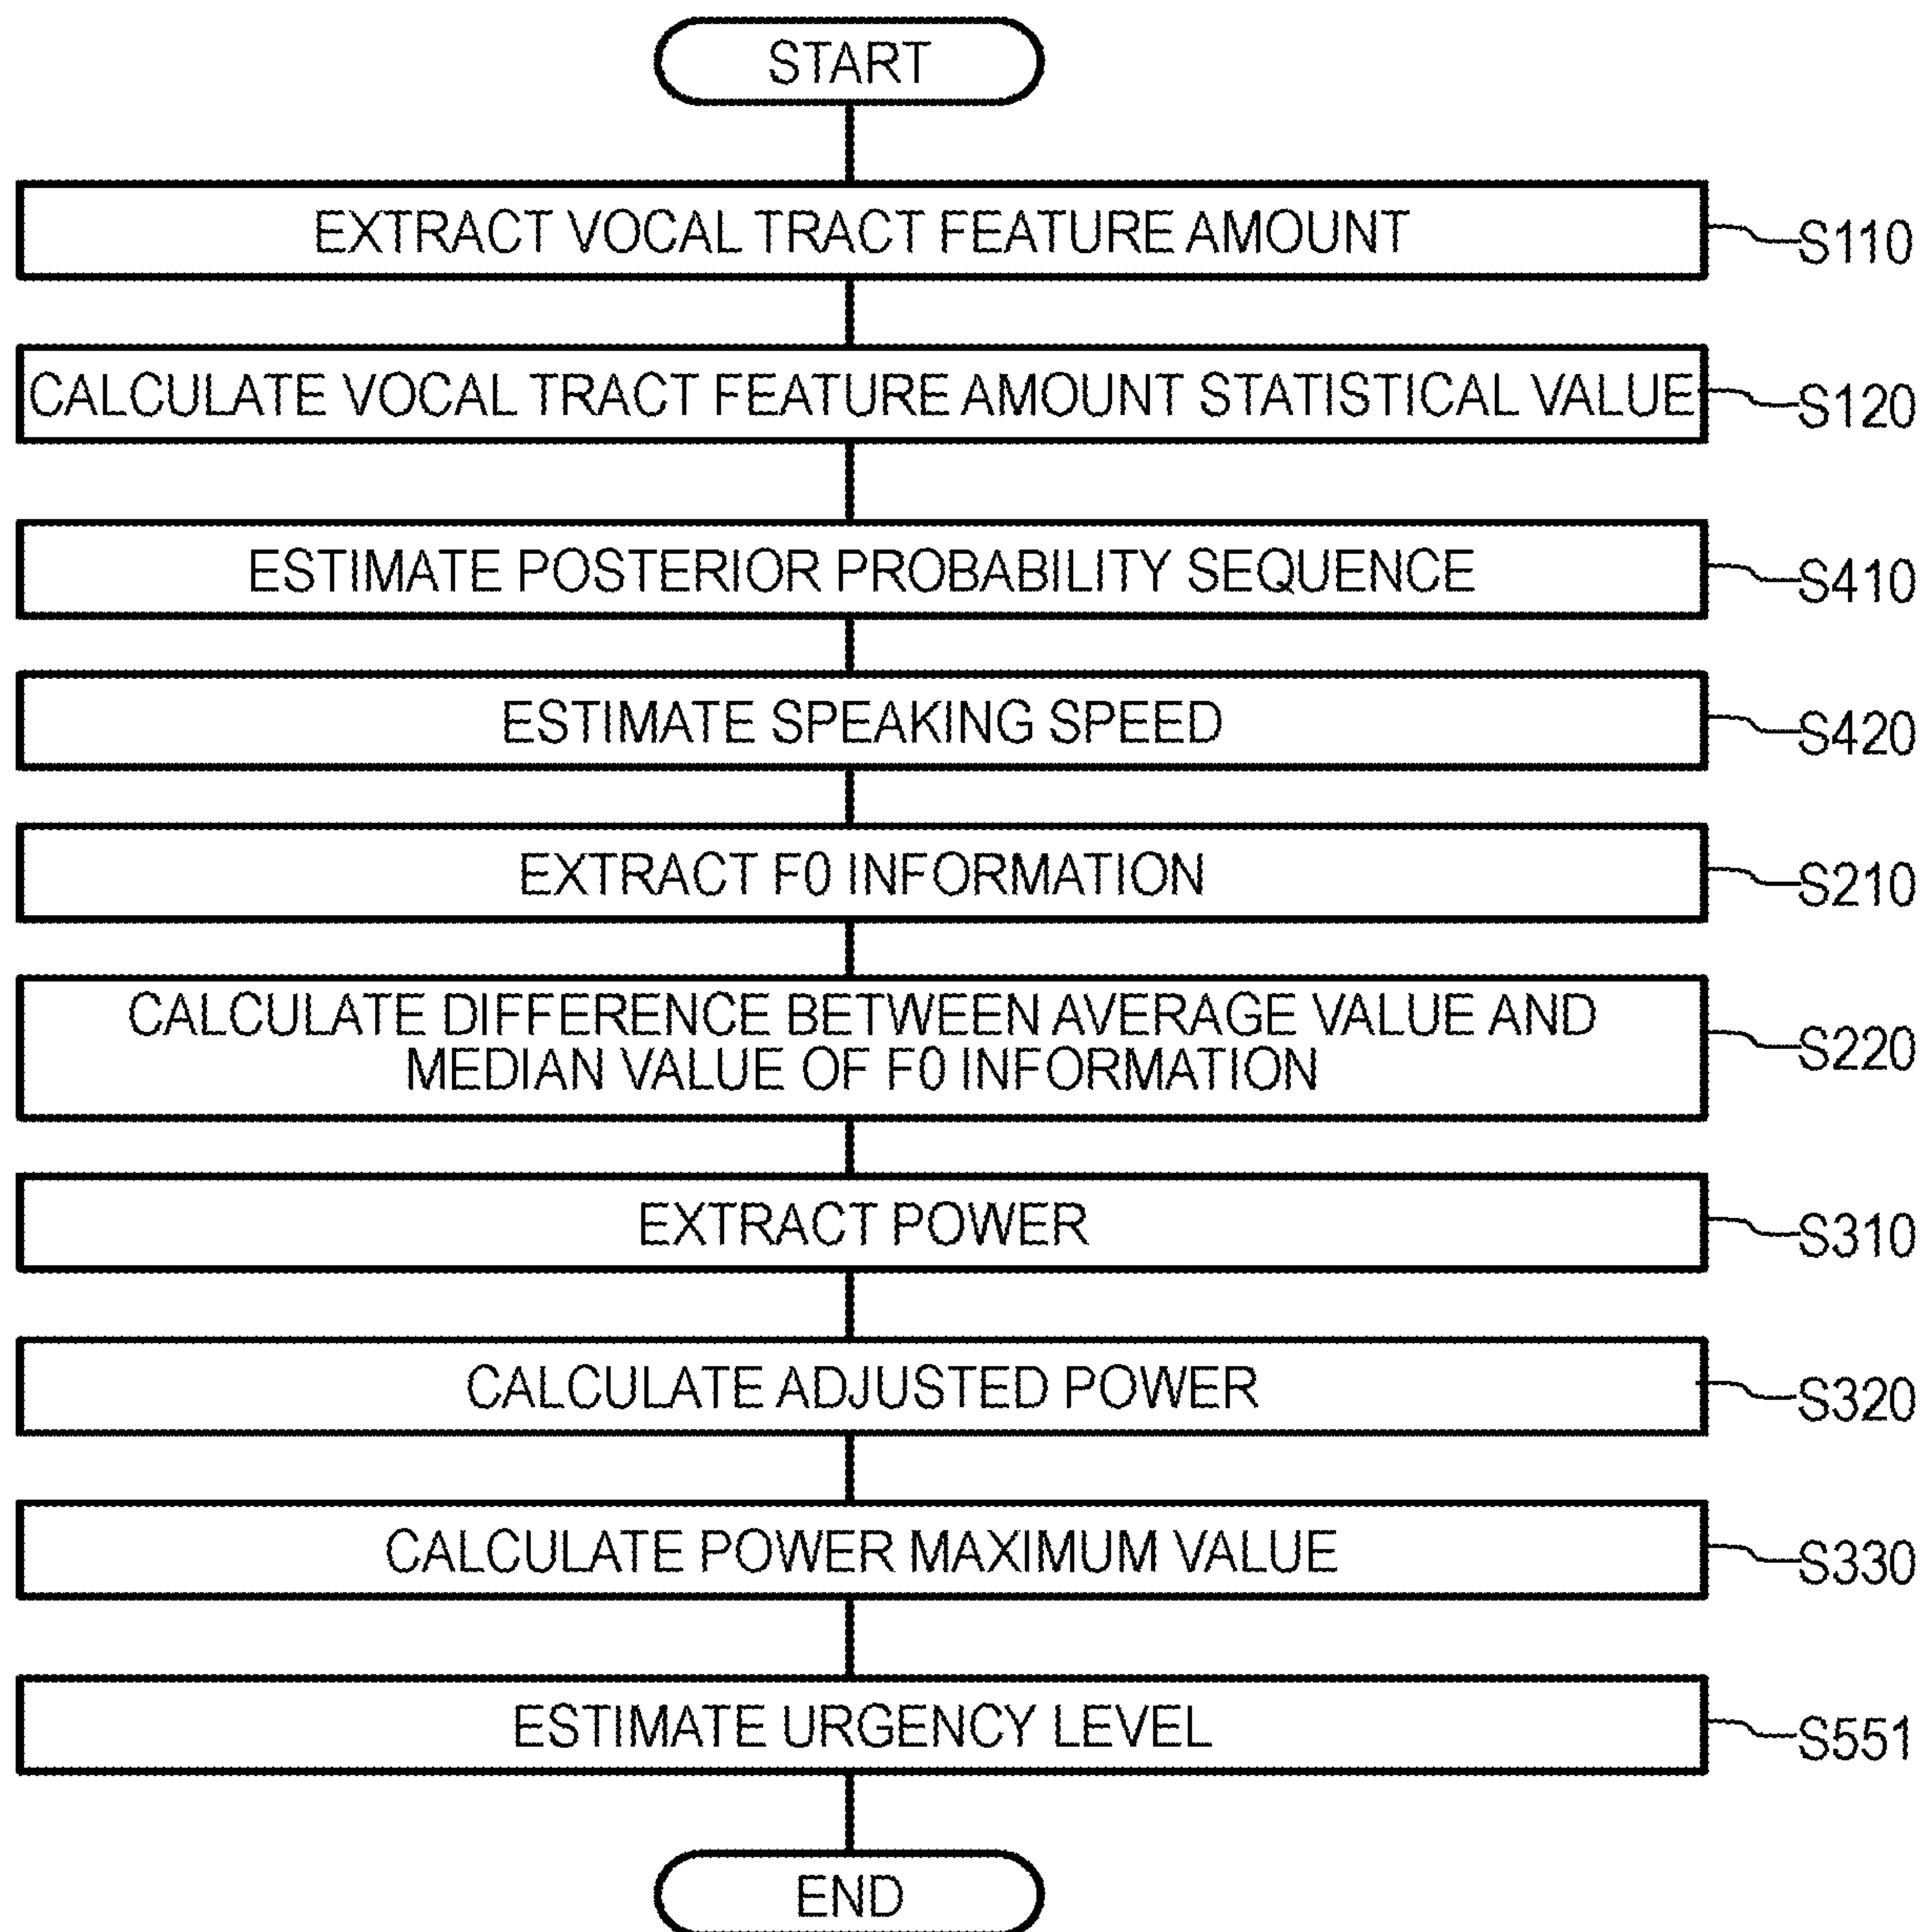 START
EXTRACT VOCAL TRACT FEATURE AMOUNT
S110
CALCULATE VOCAL TRACT FEATURE AMOUNT STATISTICAL VALUE
S120
ESTIMATE POSTERIOR PROBABILITY SEQUENCE
S410
ESTIMATE SPEAKING SPEED
S420
EXTRACT F0 INFORMATION
S210
CALCULATE DIFFERENCE BETWEEN AVERAGE VALUE AND
MEDIAN VALUE OF F0 INFORMATION
S220
EXTRACT POWER
S310
CALCULATE ADJUSTED POWER
S320
CALCULATE POWER MAXIMUM VALUE
S330
ESTIMATE URGENCY LEVEL
S551
END